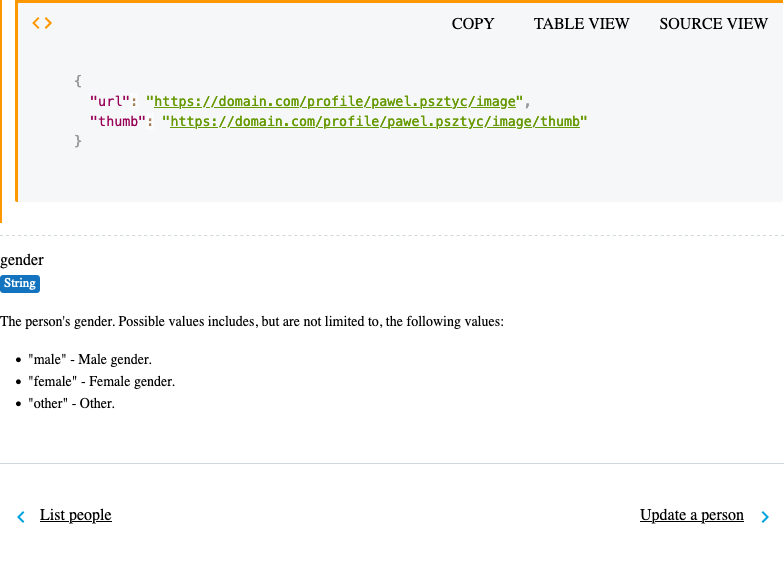 COPY TABLE VIEW SOURCE VIEW
{
"url": "https://domain.com/profile/pawel.psztyc/image",
"thumb": "https://domain.com/profile/pawel.psztyc/image/thumb"
}
gender
String
The person's gender. Possible values includes, but are not limited to, the following values:
• "male" - Male gender.
• "female" - Female gender.
• "other" - Other.
List people
Update a person